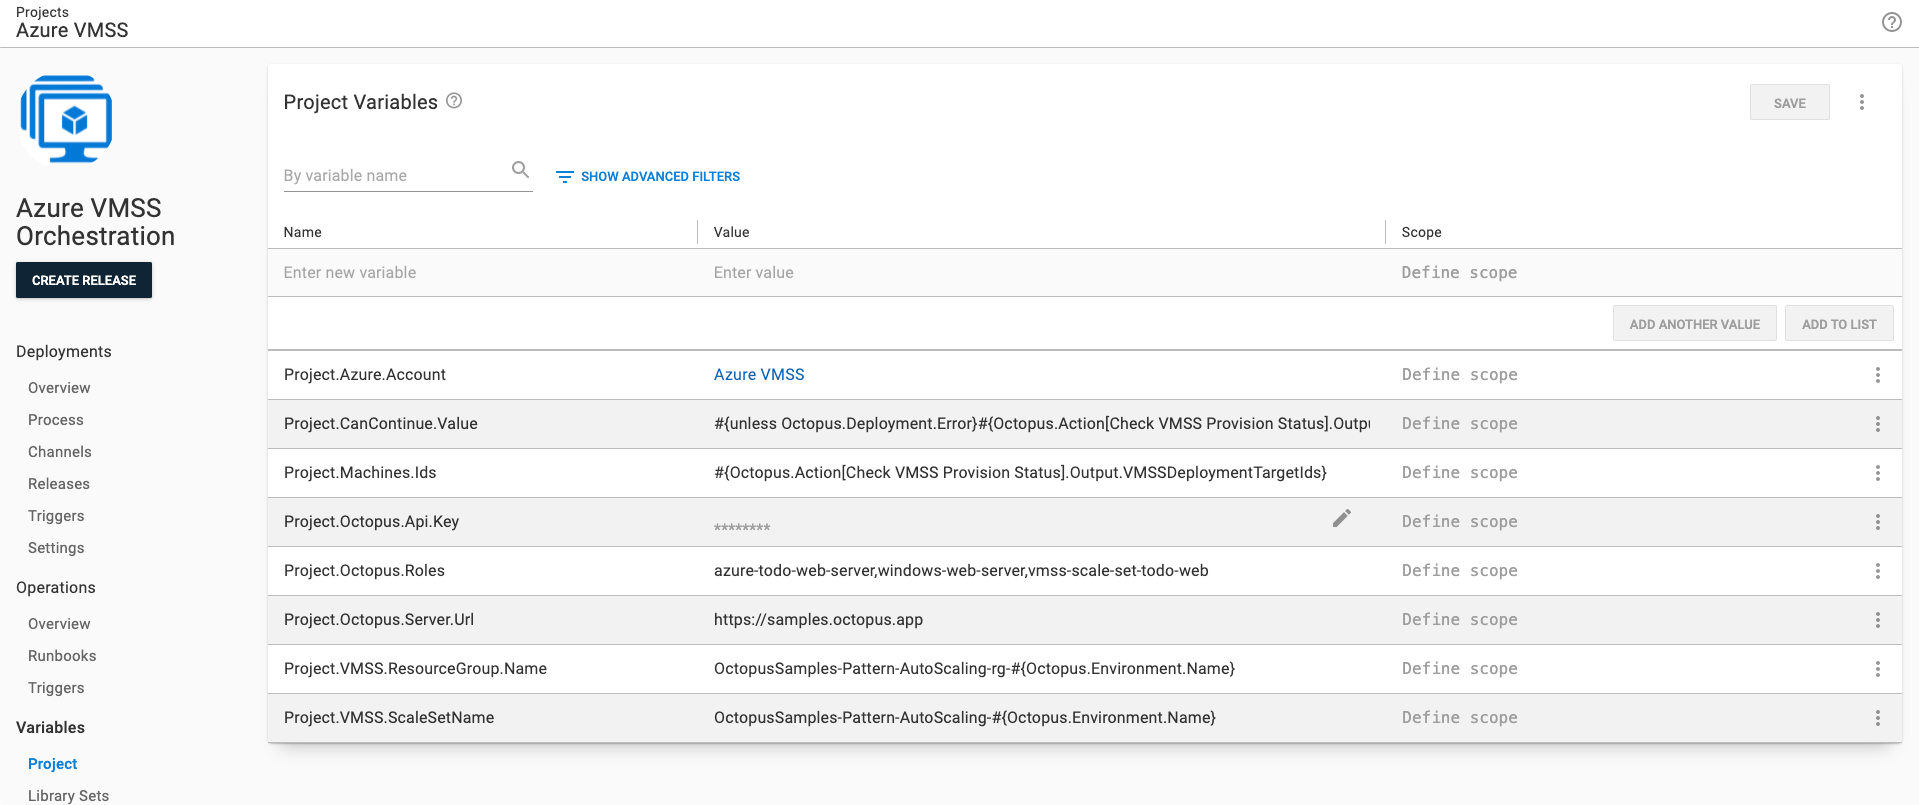 Projects
Azure VMSS
Azure VMSS
Orchestration
CREATE RELEASE
Deployments
Overview
Process
Channels
Releases
Triggers
Settings
Operations
Overview
Runbooks
Triggers
Variables
Project
Library Sets
Project Variables
SAVE
By variable name
SHOW ADVANCED FILTERS
Name Value Scope
Enter new variable Enter value Define scope
ADD ANOTHER VALUE ADD TO LIST
Project.Azure.Account Azure VMSS Define scope
Project.CanContinue.Value #{unless Octopus.Deployment.Error}#{Octopus.Action[Check VMSS Provision Status].Outpu Define scope
Project.Machines.Ids #{Octopus.Action[Check VMSS Provision Status].Output.VMSSDeploymentTargetIds} Define scope
Project.Octopus.Api.Key ******** Define scope
Project.Octopus.Roles azure-todo-web-server,windows-web-server,vmss-scale-set-todo-web Define scope
Project.Octopus.Server.Url https://samples.octopus.app Define scope
Project.VMSS.ResourceGroup.Name OctopusSamples-Pattern-AutoScaling-rg-#{Octopus.Environment.Name} Define scope
Project.VMSS.ScaleSetName OctopusSamples-Pattern-AutoScaling-#{Octopus.Environment.Name} Define scope